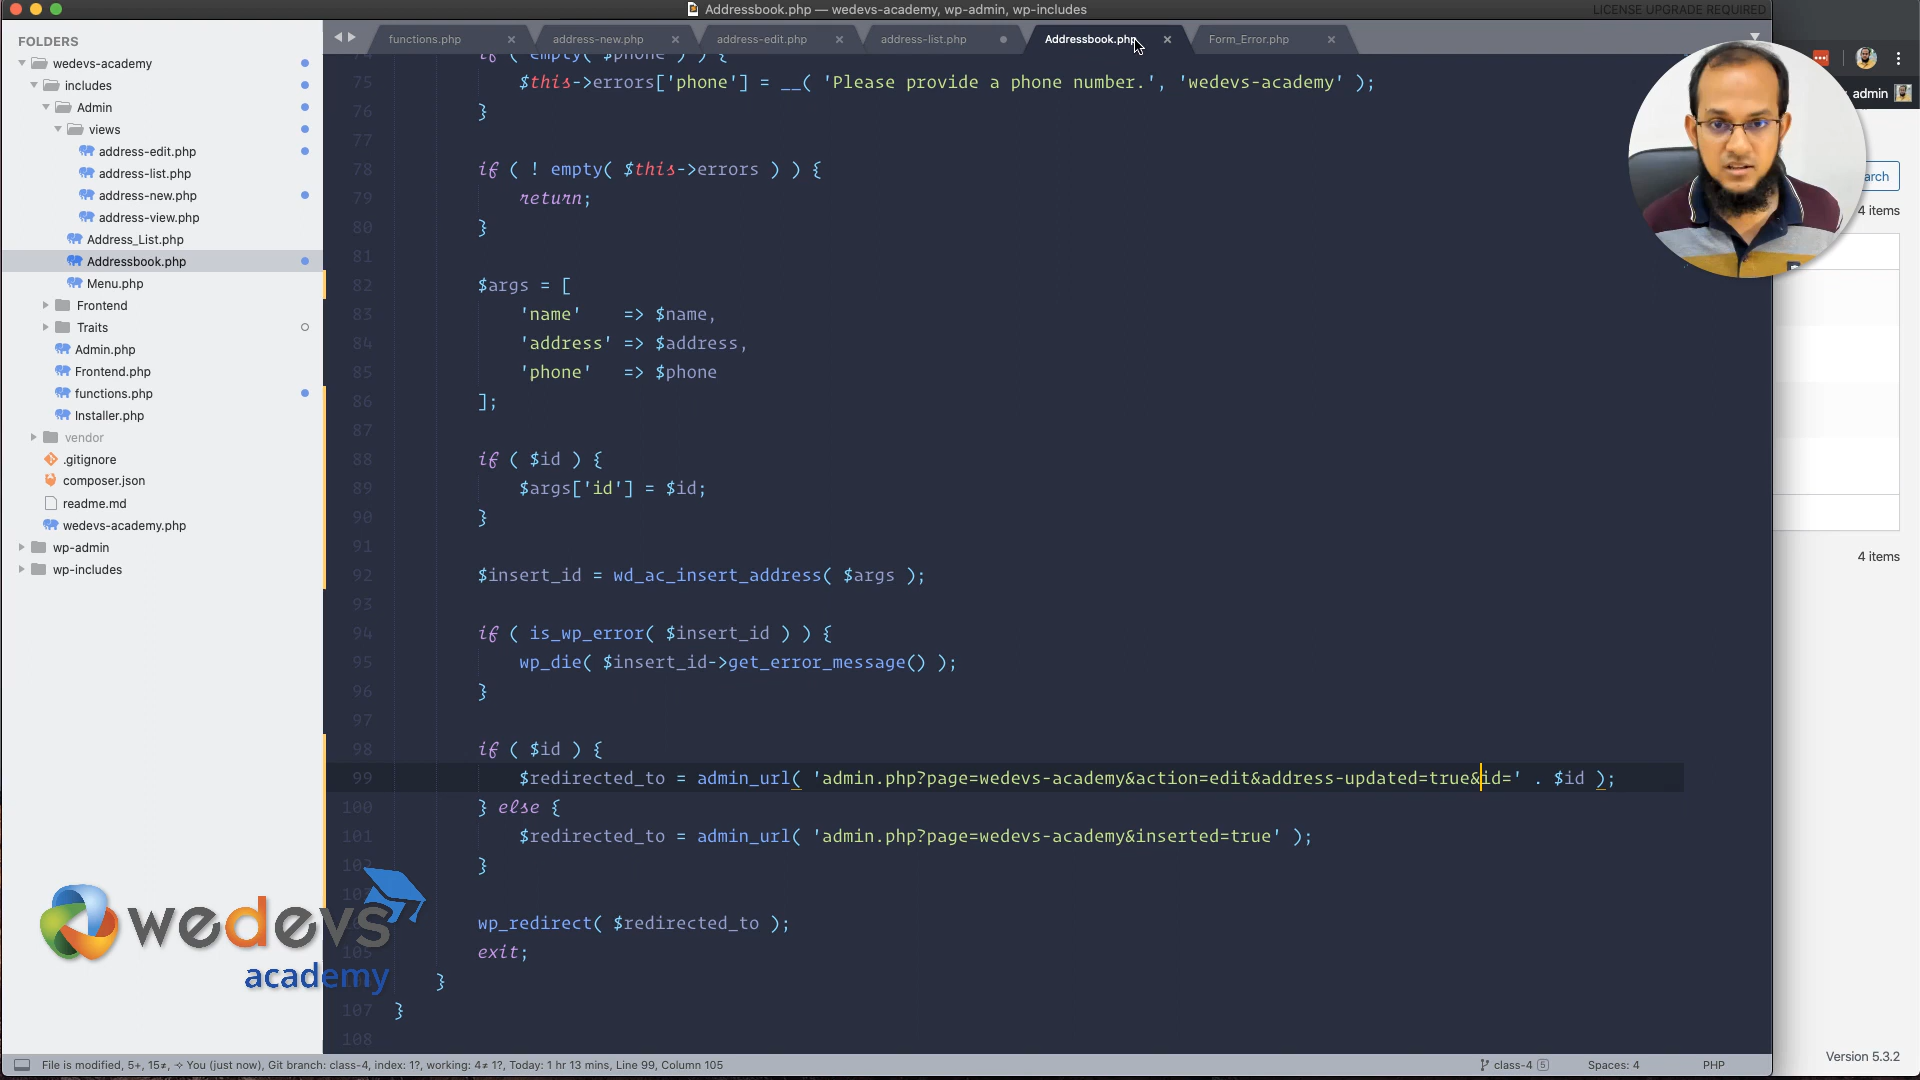 Addressbook.php — wedevs-academy, wp-admin, wp-includes
LICENSE UPGRADE REQUIRED
FOLDERS
wedevs-academy
includes
Admin
views
address-edit.php
address-list.php
address-new.php
address-view.php
Address_List.php
Addressbook.php
Menu.php
Frontend
Traits
Admin.php
Frontend.php
functions.php
Installer.php
vendor
.gitignore
composer.json
readme.md
wedevs-academy.php
wp-admin
wp-includes
functions.php
address-new.php
address-edit.php
address-list.php
Addressbook.php
Form_Error.php
74 if ( empty( $phone ) ) {
75 $this->errors['phone'] = __( 'Please provide a phone number.', 'wedevs-academy' );
76 }
77
78 if ( ! empty( $this->errors ) ) {
79 return;
80 }
81
82 $args = [
83 'name' => $name,
84 'address' => $address,
85 'phone' => $phone
86 ];
87
88 if ( $id ) {
89 $args['id'] = $id;
90 }
91
92 $insert_id = wd_ac_insert_address( $args );
93
94 if ( is_wp_error( $insert_id ) ) {
95 wp_die( $insert_id->get_error_message() );
96 }
97
98 if ( $id ) {
99 $redirected_to = admin_url( 'admin.php?page=wedevs-academy&action=edit&address-updated=true&id=' . $id );
100 } else {
101 $redirected_to = admin_url( 'admin.php?page=wedevs-academy&inserted=true' );
102 }
wp_redirect( $redirected_to );
105 exit;
}
107 }
108
wedevs
academy
admin
arch
4 items
4 items
Version 5.3.2
File is modified, 5+, 15≠, You (just now), Git branch: class-4, index: 1?, working: 4≠ 1?, Today: 1 hr 13 mins, Line 99, Column 105
class-4 5
Spaces: 4
PHP